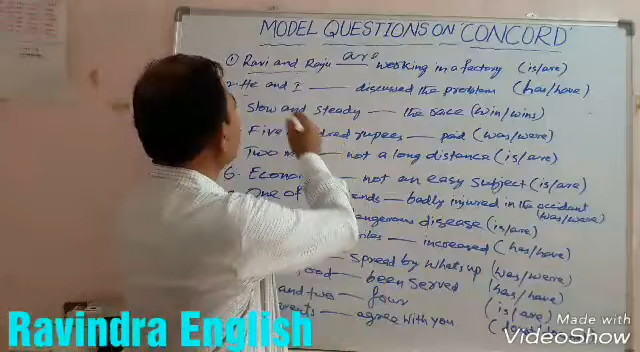 MODEL QUESTIONS ON "CONCORD"
① Ravi and Raju are working in a factory (is/are)
He and I — discussed the problem (has/have)
Slow and steady — the race (win/wins)
Five rupees — paid (was/were)
Two — not a long distance (is/are)
6. — not an easy subject (is/are)
One of — badly injured in the accident
(was/were)
disease (is/are)
— increased (has/have)
— spread by whatsup (was/were)
— been served (has/have)
and two — four (is/are)
— agree with you
Ravindra English
Made with
VideoShow